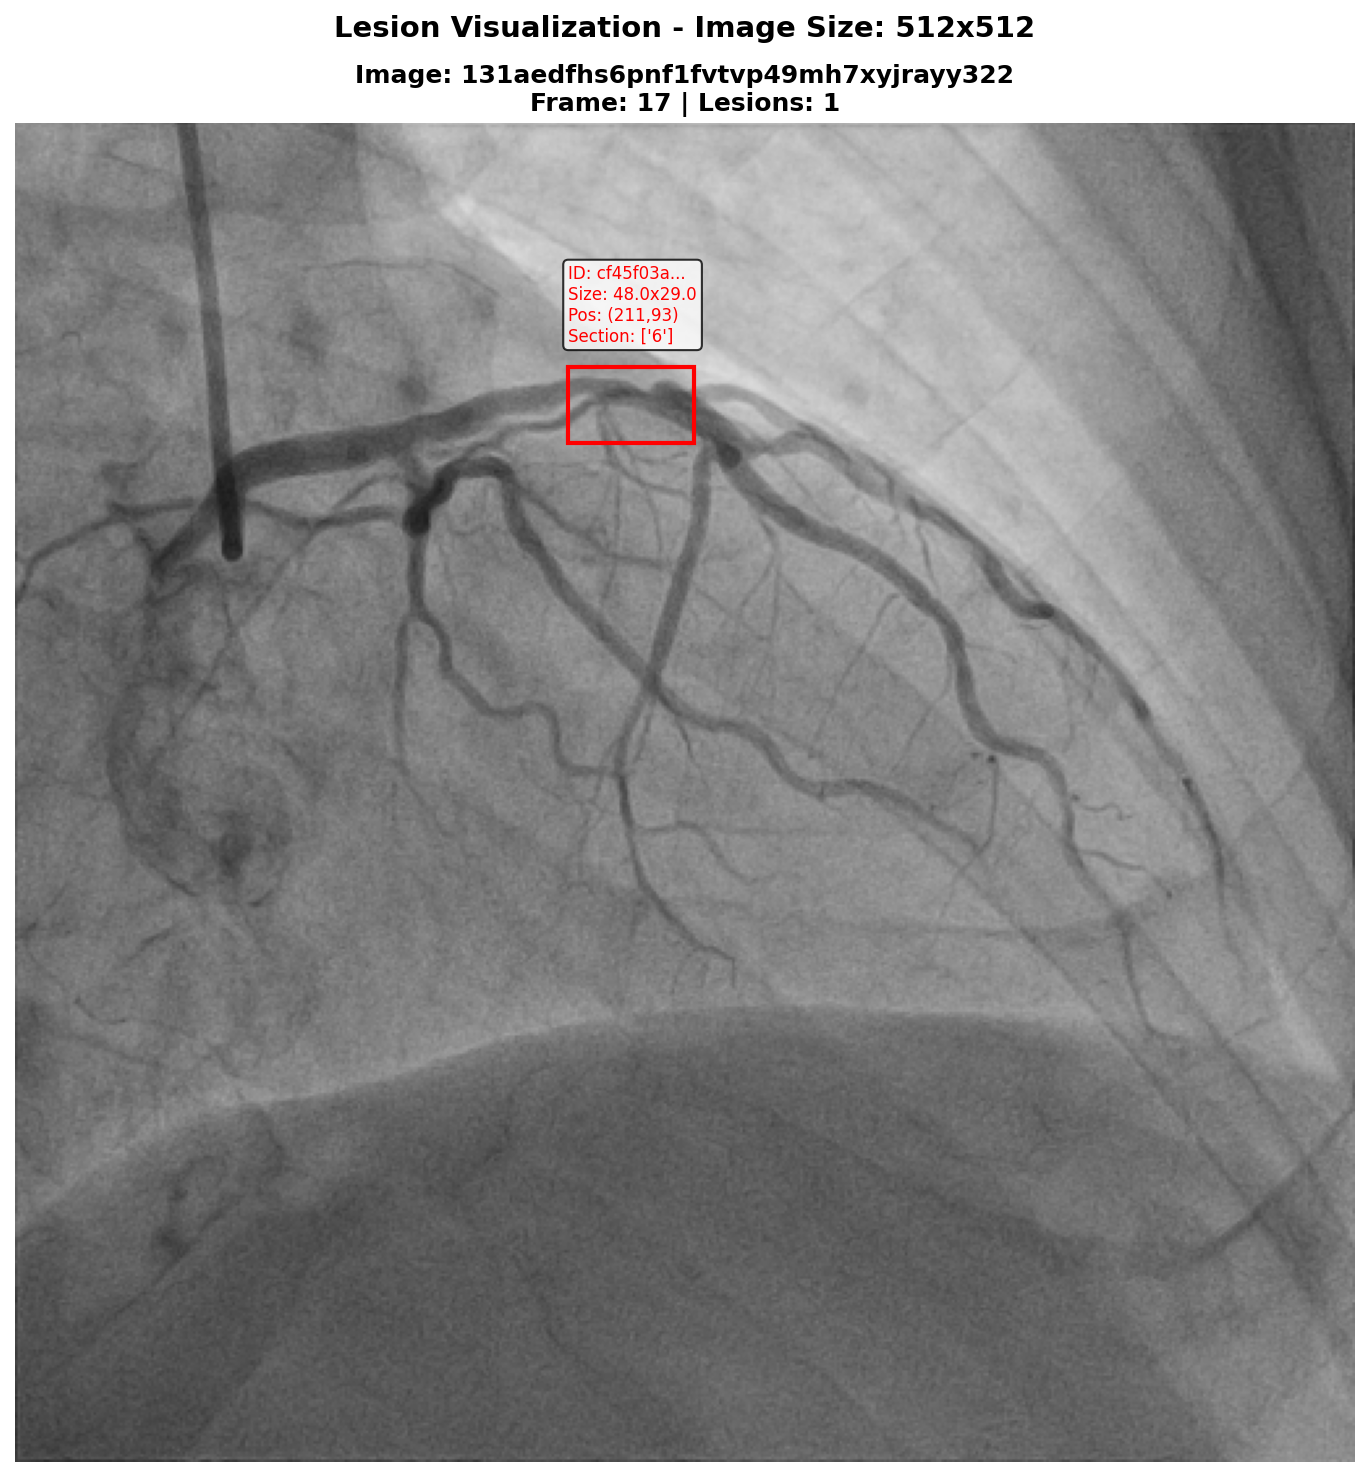 Lesion Visualization - Image Size: 512x512
Image: 131aedfhs6pnf1fvtvp49mh7xyjrayy322
Frame: 17 | Lesions: 1
ID: cf45f03a...
Size: 48.0x29.0
Pos: (211,93)
Section: ['6']